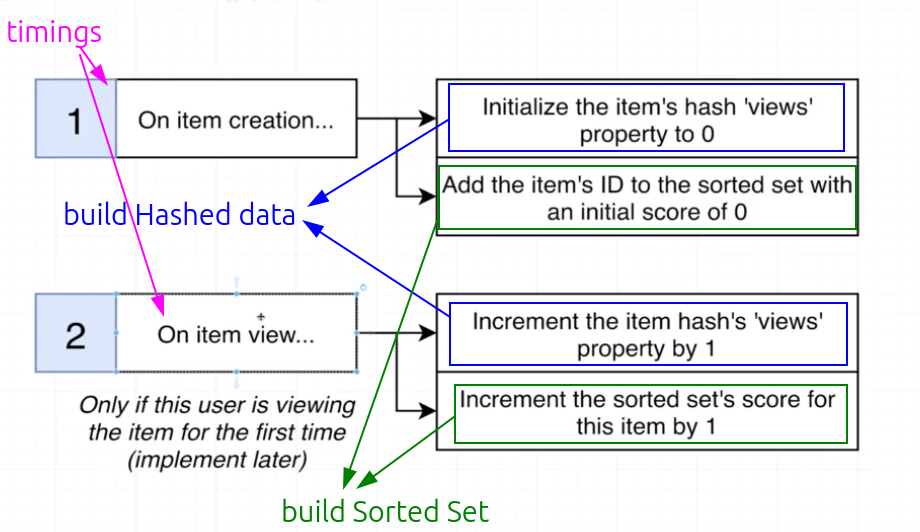 timings
1
On item creation...
Initialize the item's hash 'views'
property to 0
Add the item's ID to the sorted set with
an initial score of 0
build Hashed data
2
On item view...
Increment the item hash's 'views'
property by 1
Only if this user is viewing
the item for the first time
(implement later)
Increment the sorted set's score for
this item by 1
build Sorted Set